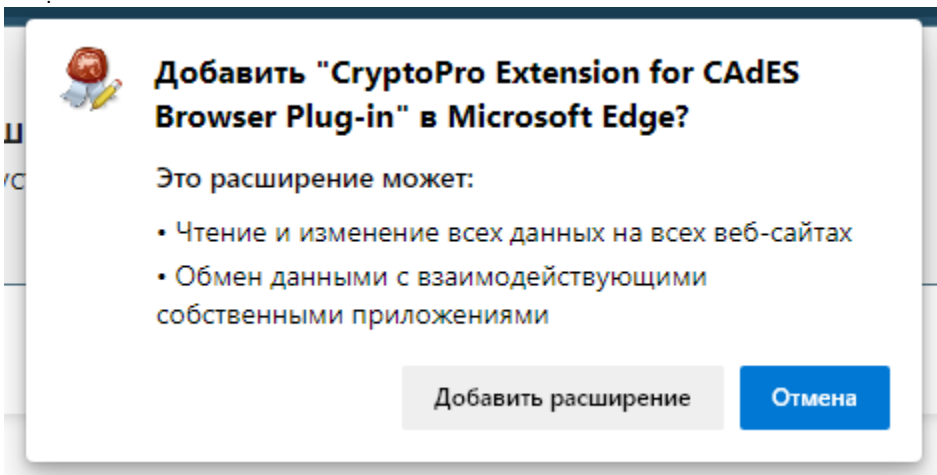 Добавить "CryptoPro Extension for CAdES
Browser Plug-in" в Microsoft Edge?
Это расширение может:
• Чтение и изменение всех данных на всех веб-сайтах
• Обмен данными с взаимодействующими
собственными приложениями
Добавить расширение
Отмена